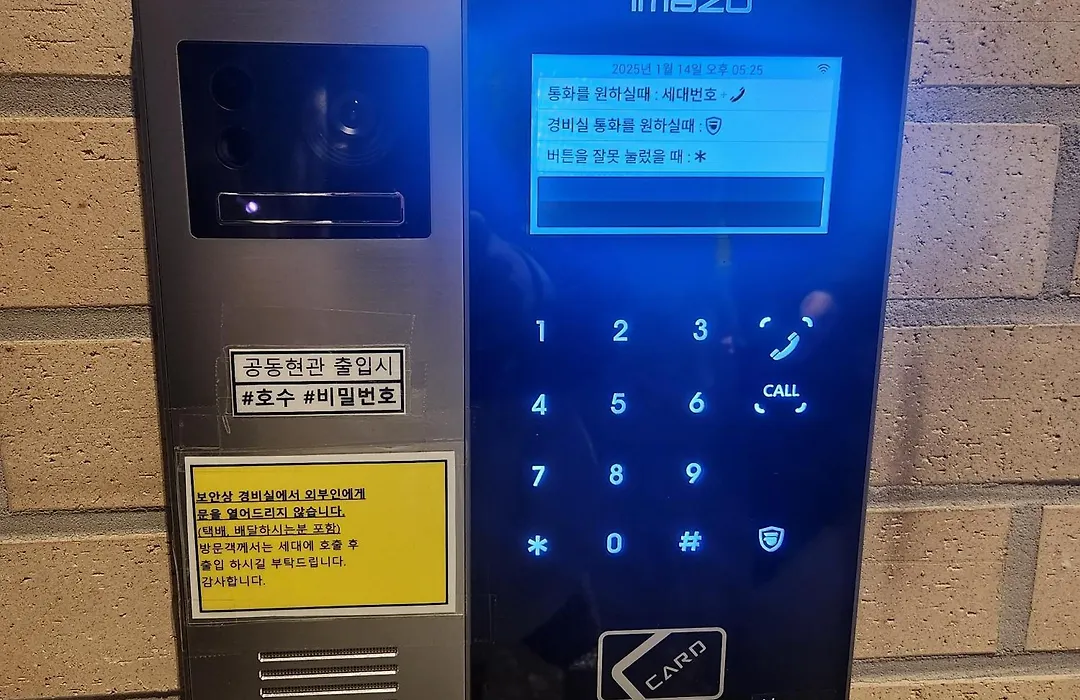 imazu
2025년 1월 14일 오후 05:25
통화를 원하실때 : 세대번호 +
경비실 통화를 원하실때 :
버튼을 잘못 눌렀을 때 : *
공동현관 출입시
#호수 #비밀번호
보안상 경비실에서 외부인에게
문을 열어드리지 않습니다.
(택배, 배달하시는분 포함)
방문객께서는 세대에 호출 후
출입 하시길 부탁드립니다.
감사합니다.
1 2 3
4 5 6 CALL
7 8 9
* 0 #
CARD